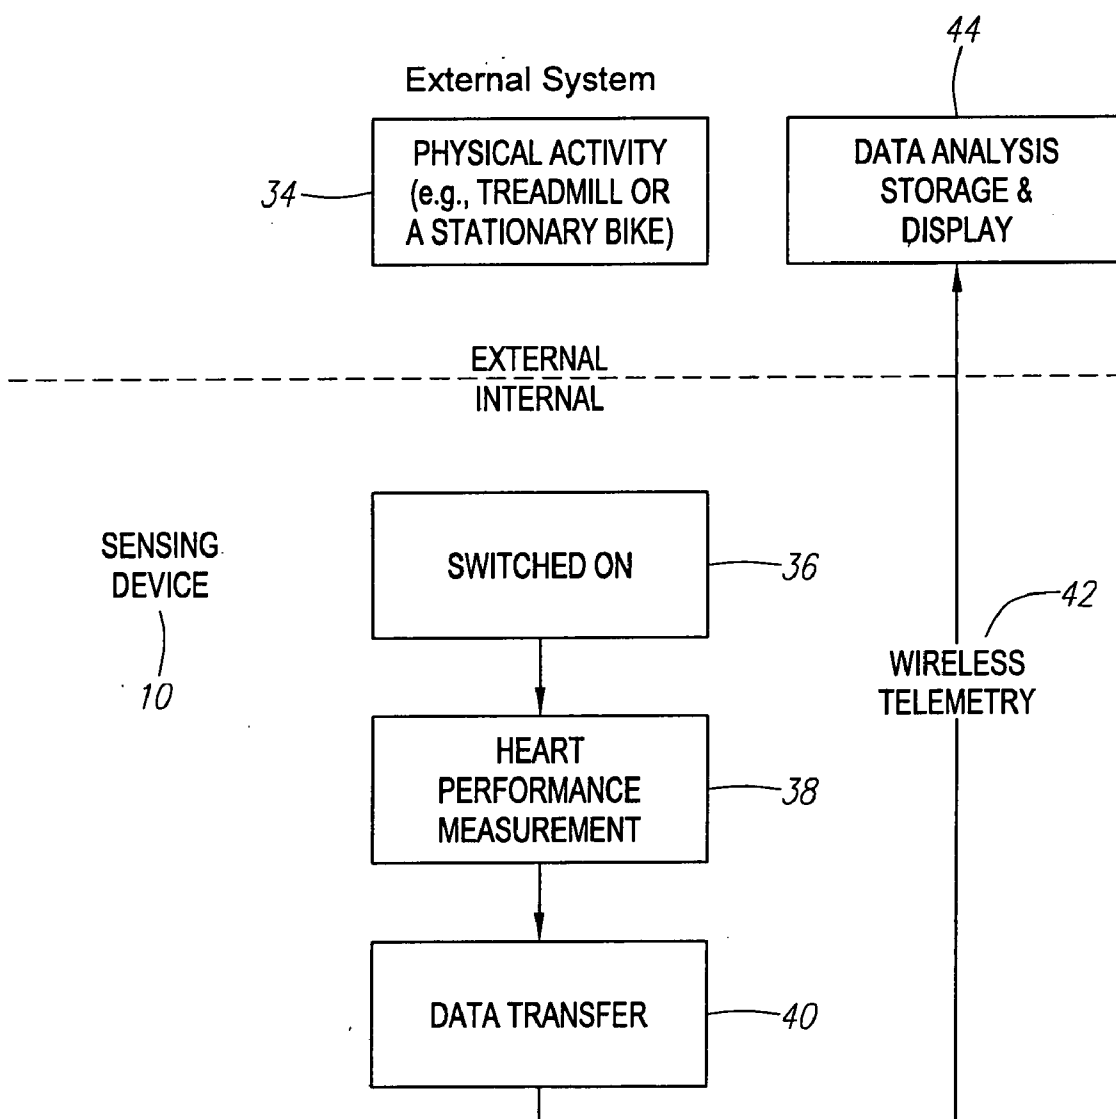 44
External System
PHYSICAL ACTIVITY
(e.g., TREADMILL OR
A STATIONARY BIKE)
34
DATA ANALYSIS
STORAGE &
DISPLAY
EXTERNAL
INTERNAL
SENSING
DEVICE
10
SWITCHED ON
36
42
WIRELESS
TELEMETRY
HEART
PERFORMANCE
MEASUREMENT
38
DATA TRANSFER
40